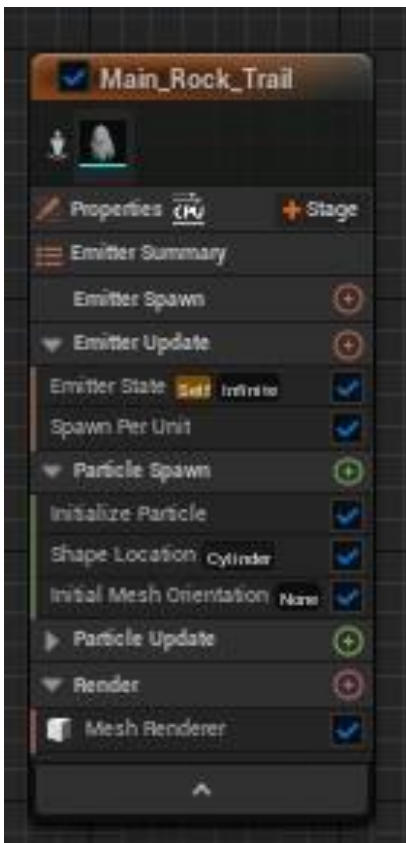 Main_Rock_Trail
Properties CPU + Stage
Emitter Summary
Emitter Spawn
Emitter Update
Emitter State Self Infinite
Spawn Per Unit
Particle Spawn
Initialize Particle
Shape Location Cylinder
Initial Mesh Orientation None
Particle Update
Render
Mesh Renderer